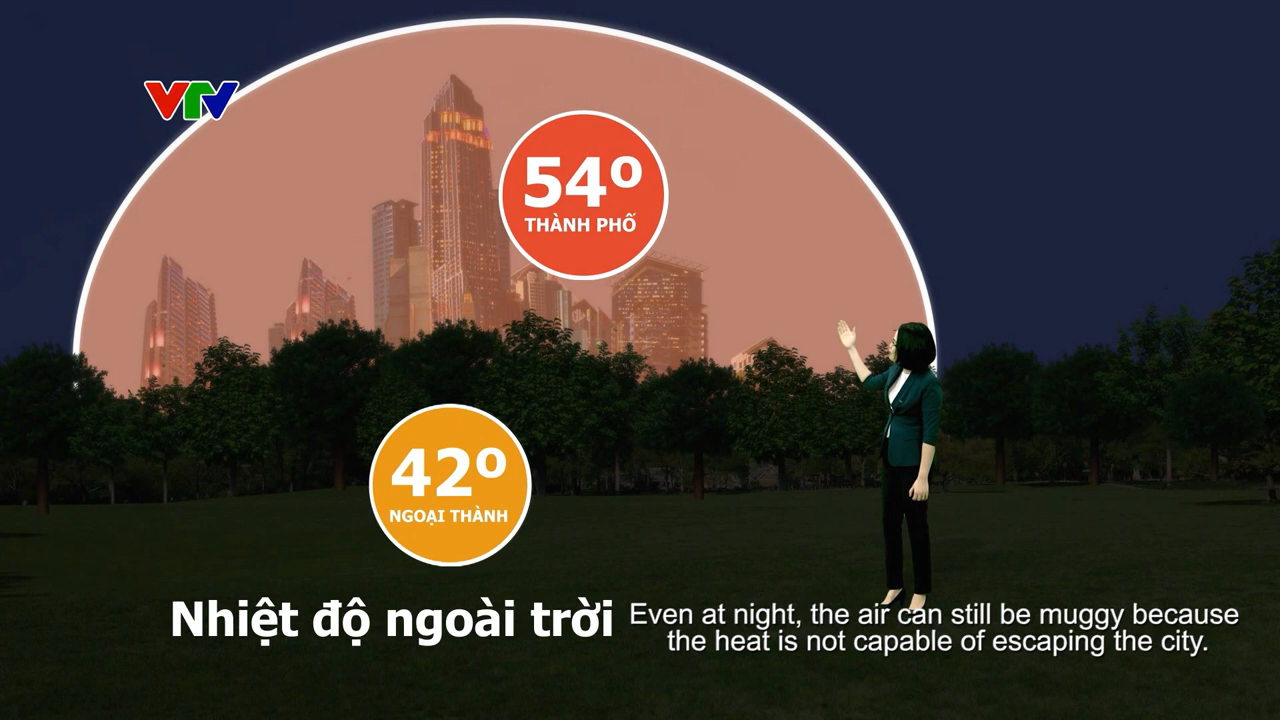 VTV
54º
THÀNH PHỐ
42º
NGOẠI THÀNH
Nhiệt độ ngoài trời
Even at night, the air can still be muggy because
the heat is not capable of escaping the city.